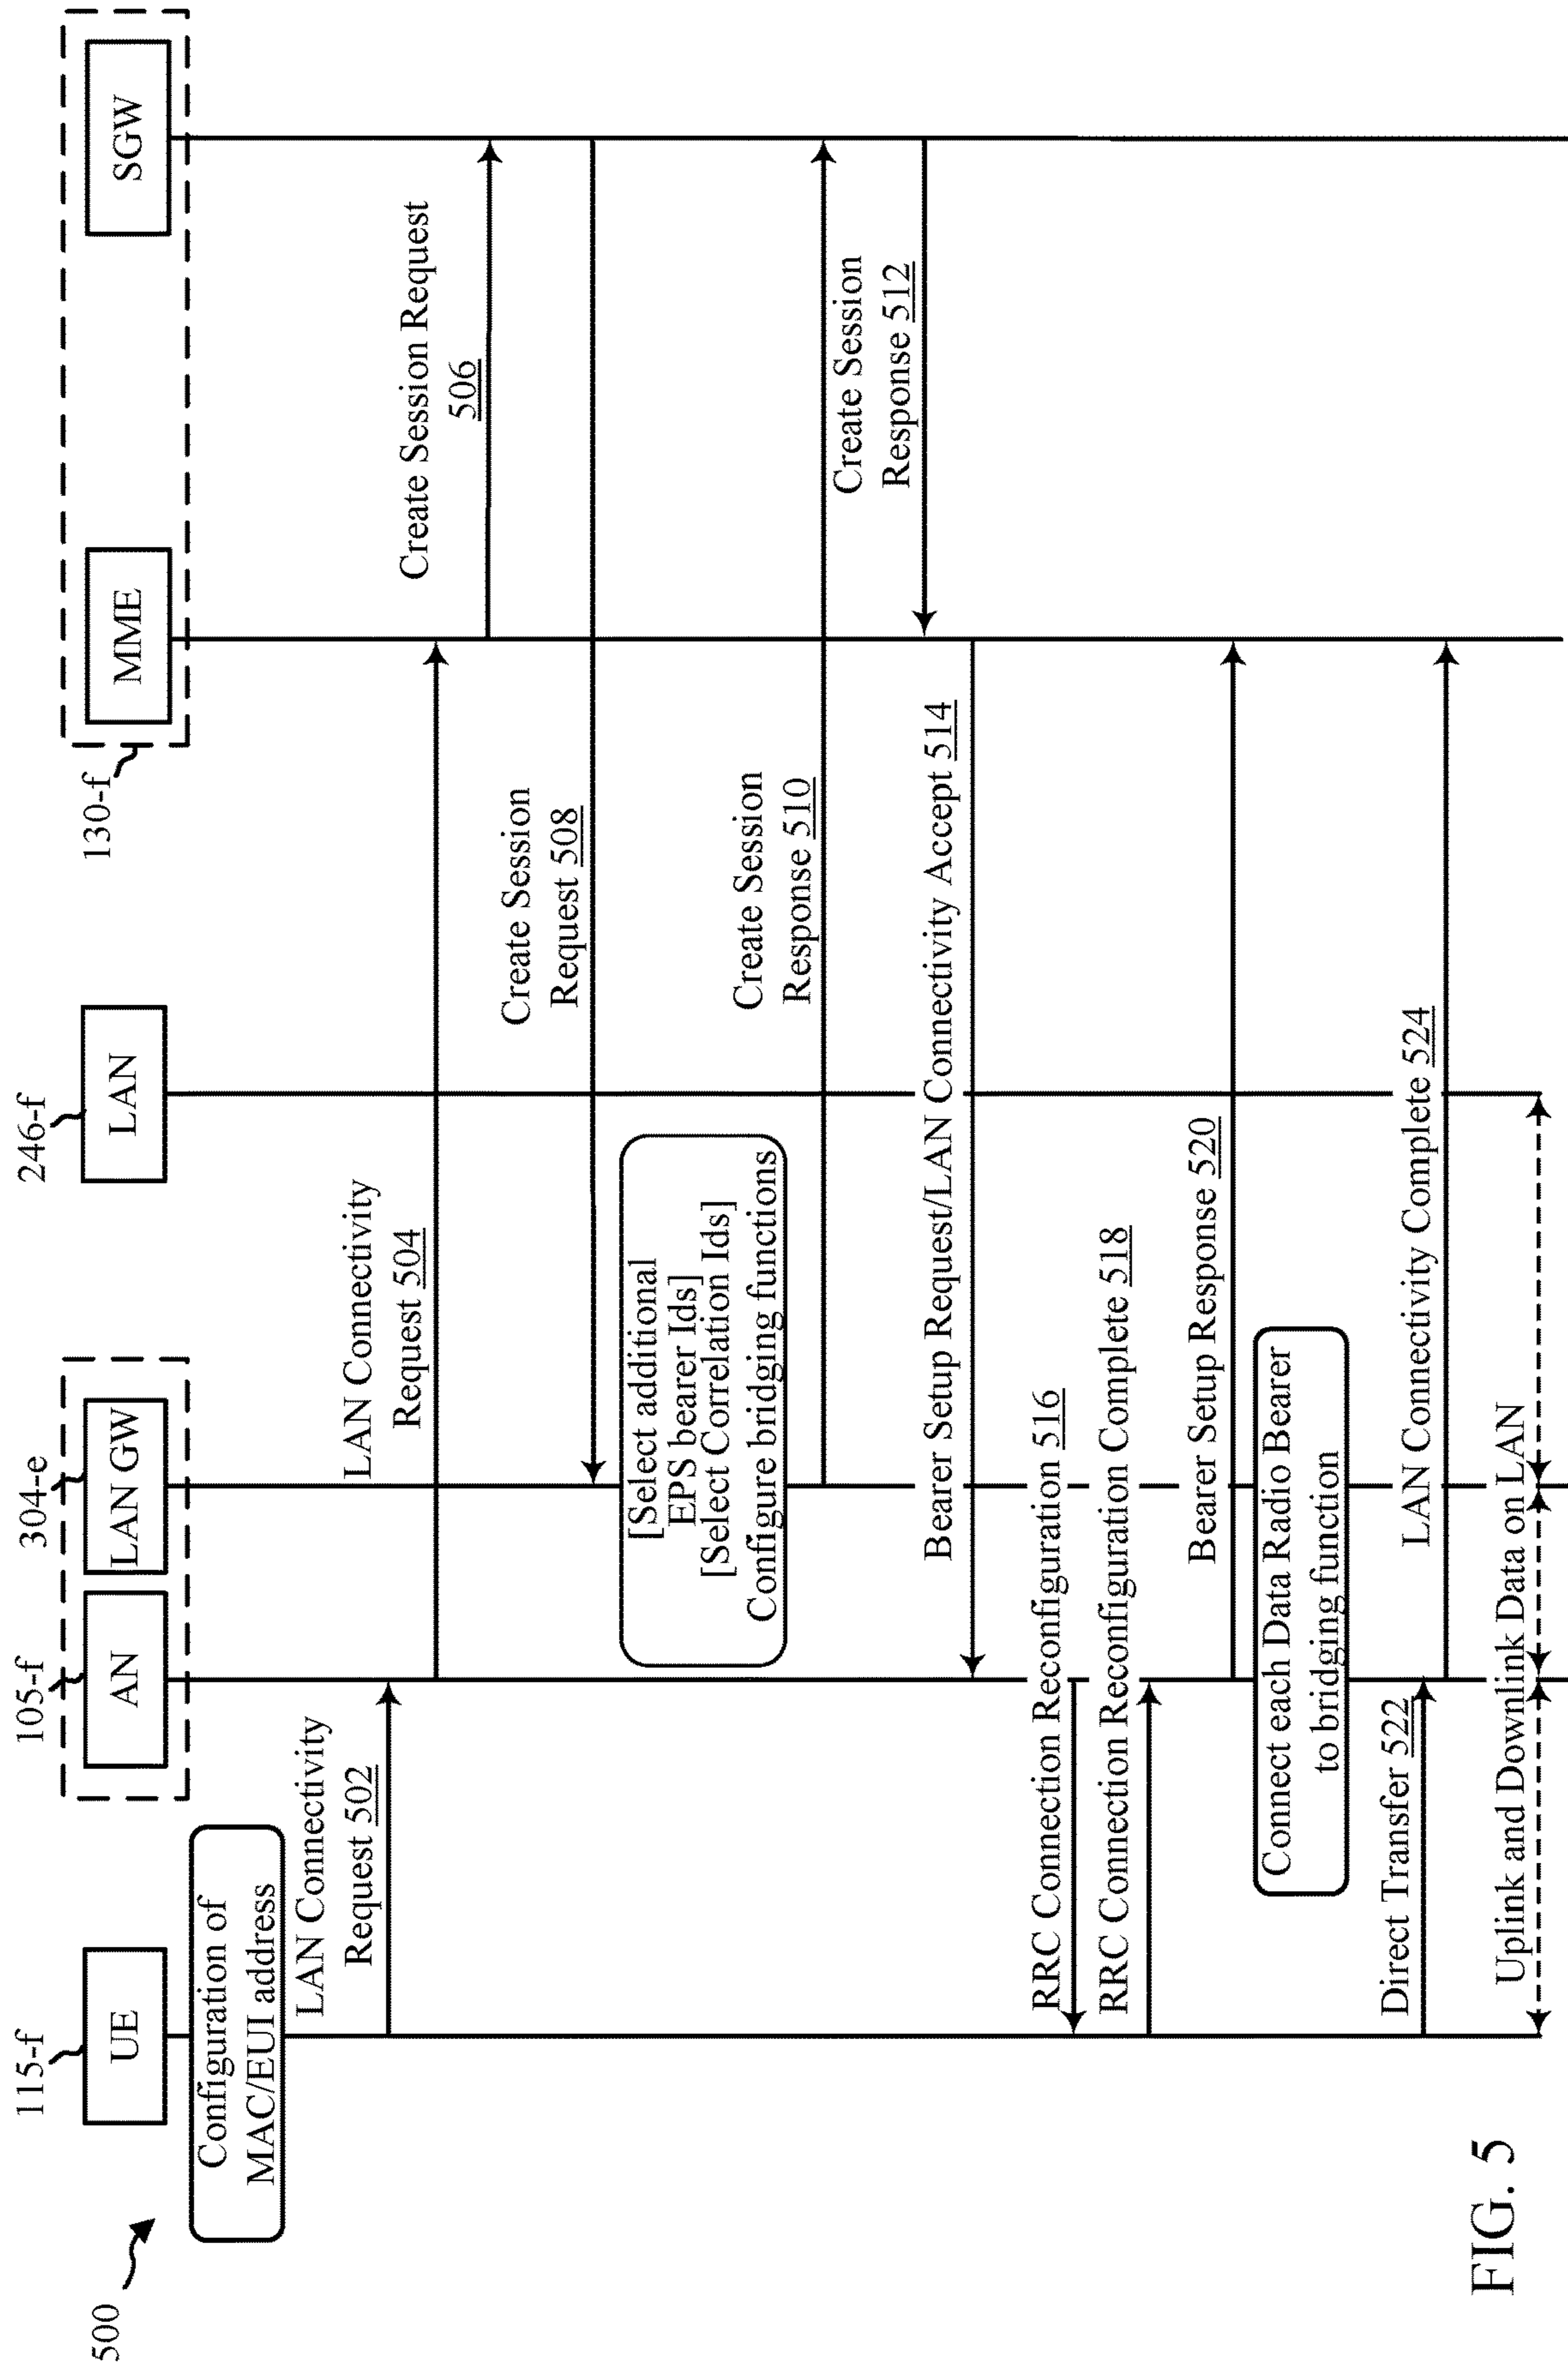 500
115-f
105-f
304-e
246-f
130-f
UE
AN
LAN GW
LAN
MME
SGW
Configuration of
MAC/EUI address
LAN Connectivity
Request 502
LAN Connectivity
Request 504
Create Session Request
506
Create Session
Request 508
[Select additional
EPS bearer Ids]
[Select Correlation Ids]
Configure bridging functions
Create Session
Response 510
Create Session
Response 512
Bearer Setup Request/LAN Connectivity Accept 514
RRC Connection Reconfiguration 516
RRC Connection Reconfiguration Complete 518
Bearer Setup Response 520
Connect each Data Radio Bearer
to bridging function
Direct Transfer 522
LAN Connectivity Complete 524
Uplink and Downlink Data on LAN
FIG. 5